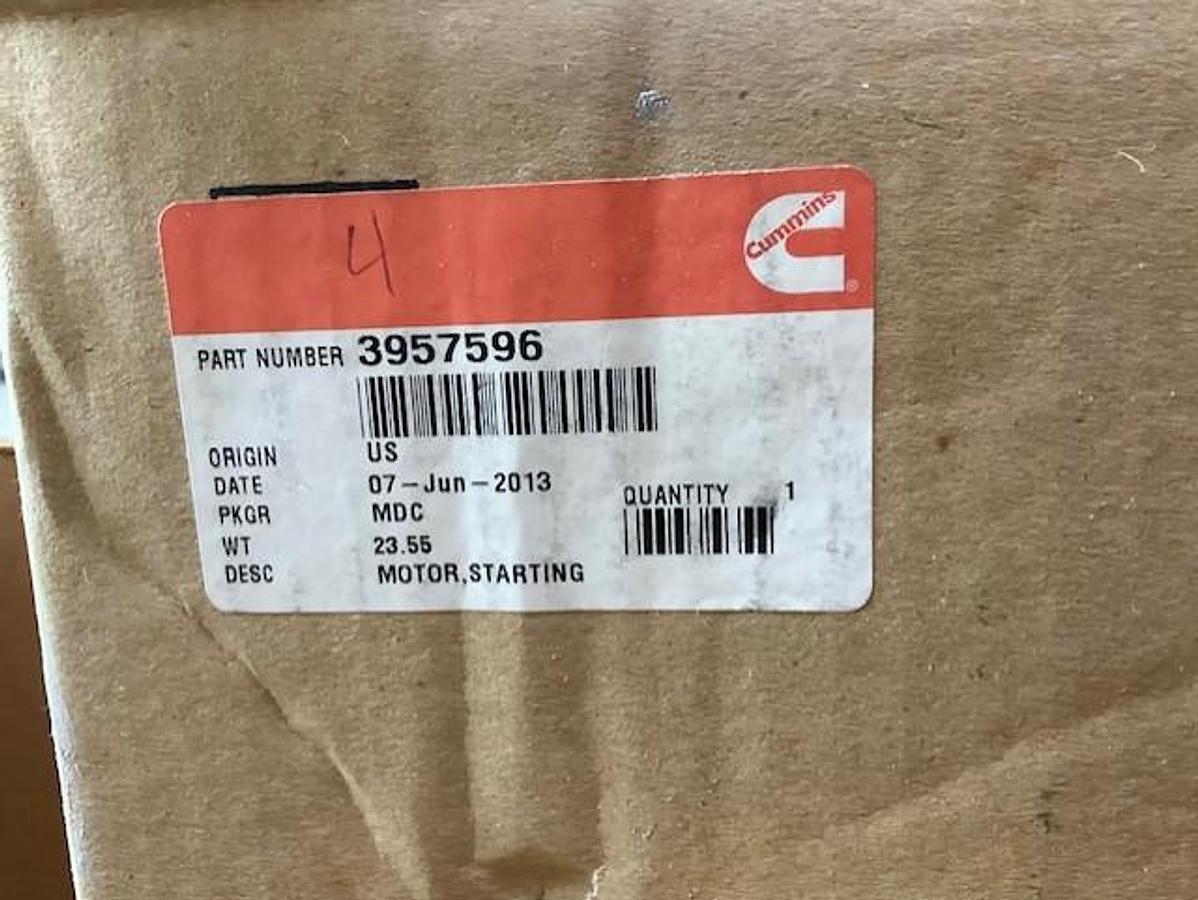 4
Cummins
®
PART NUMBER 3957596
ORIGIN US
DATE 07-Jun-2013
QUANTITY 1
PKGR MDC
WT 23.55
DESC MOTOR,STARTING